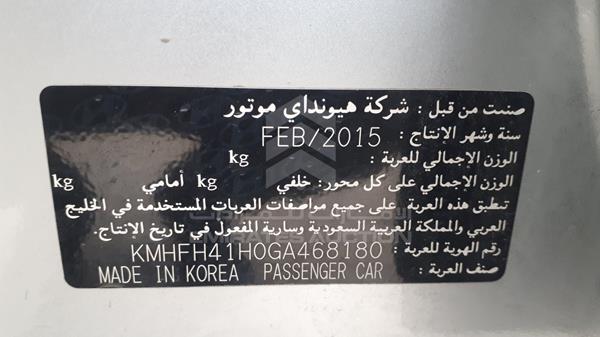 صنعت من قبل : شركة هيونداي موتور
سنة وشهر الإنتاج : FEB/2015
الوزن الإجمالي للعربة : kg
الوزن الإجمالي على كل محور: خلفي kg أمامي kg
تطبق هذه العربة . على جميع مواصفات العربات المستخدمة في الخليج
العربي والمملكة العربية السعودية وسارية المفعول في تاريخ الإنتاج.
رقم الهوية للعربة : KMHFH41H0GA468180
صنف العربة : MADE IN KOREA PASSENGER CAR